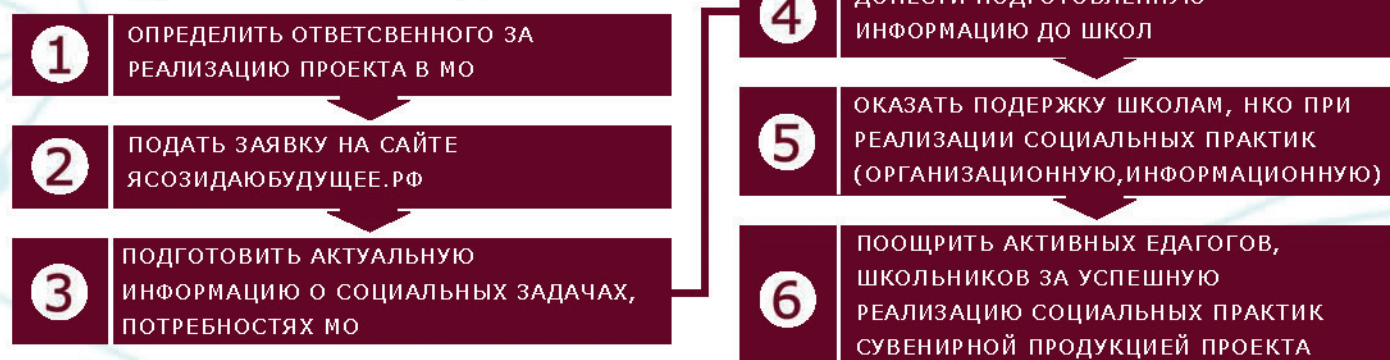 1
ОПРЕДЕЛИТЬ ОТВЕТСВЕННОГО ЗА
РЕАЛИЗАЦИЮ ПРОЕКТА В МО
2
ПОДАТЬ ЗАЯВКУ НА САЙТЕ
ЯСОЗИДАЮБУДУЩЕЕ.РФ
3
ПОДГОТОВИТЬ АКТУАЛЬНУЮ
ИНФОРМАЦИЮ О СОЦИАЛЬНЫХ ЗАДАЧАХ,
ПОТРЕБНОСТЯХ МО
4
ДОНЕСТИ ПОДГОТОВЛЕННУЮ
ИНФОРМАЦИЮ ДО ШКОЛ
5
ОКАЗАТЬ ПОДЕРЖКУ ШКОЛАМ, НКО ПРИ
РЕАЛИЗАЦИИ СОЦИАЛЬНЫХ ПРАКТИК
(ОРГАНИЗАЦИОННУЮ,ИНФОРМАЦИОННУЮ)
6
ПООЩРИТЬ АКТИВНЫХ ЕДАГОГОВ,
ШКОЛЬНИКОВ ЗА УСПЕШНУЮ
РЕАЛИЗАЦИЮ СОЦИАЛЬНЫХ ПРАКТИК
СУВЕНИРНОЙ ПРОДУКЦИЕЙ ПРОЕКТА